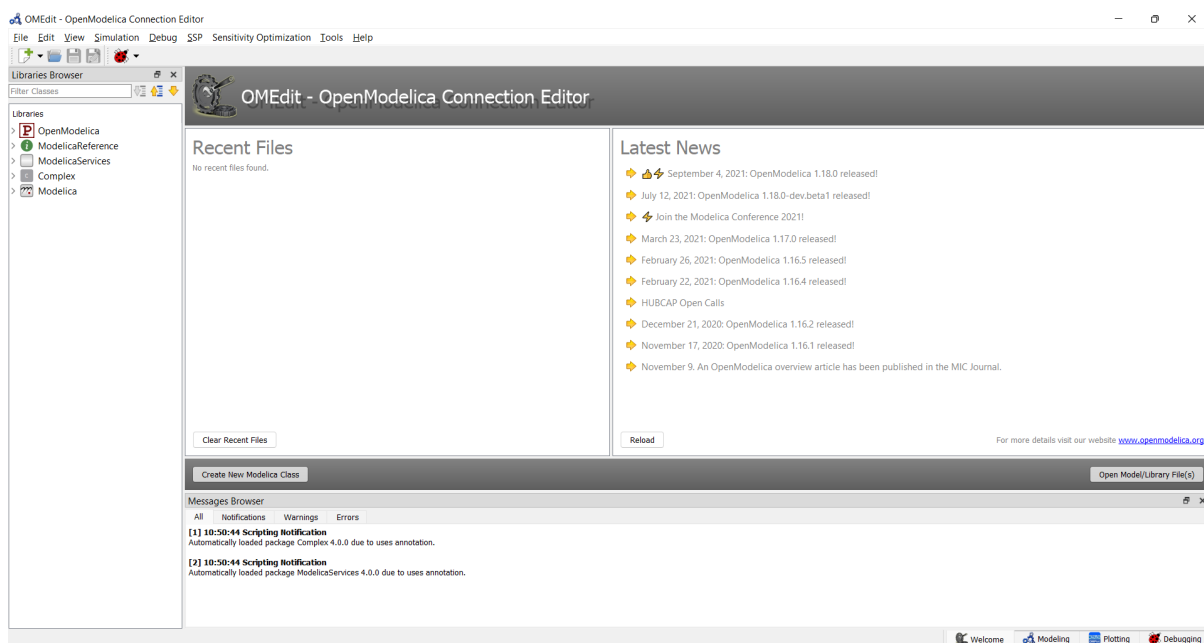 OMEdit - OpenModelica Connection Editor
File Edit View Simulation Debug SSP Sensitivity Optimization Tools Help
Libraries Browser
Filter Classes
Libraries
OpenModelica
ModelicaReference
ModelicaServices
Complex
Modelica
OMEdit - OpenModelica Connection Editor
Recent Files
No recent files found.
Clear Recent Files
Latest News
September 4, 2021: OpenModelica 1.18.0 released!
July 12, 2021: OpenModelica 1.18.0-dev.beta1 released!
Join the Modelica Conference 2021!
March 23, 2021: OpenModelica 1.17.0 released!
February 26, 2021: OpenModelica 1.16.5 released!
February 22, 2021: OpenModelica 1.16.4 released!
HUBCAP Open Calls
December 21, 2020: OpenModelica 1.16.2 released!
November 17, 2020: OpenModelica 1.16.1 released!
November 9. An OpenModelica overview article has been published in the MIC Journal.
Reload
For more details visit our website www.openmodelica.org
Create New Modelica Class
Open Model/Library File(s)
Messages Browser
All Notifications Warnings Errors
[1] 10:50:44 Scripting Notification
Automatically loaded package Complex 4.0.0 due to uses annotation.
[2] 10:50:44 Scripting Notification
Automatically loaded package ModelicaServices 4.0.0 due to uses annotation.
Welcome Modeling Plotting Debugging